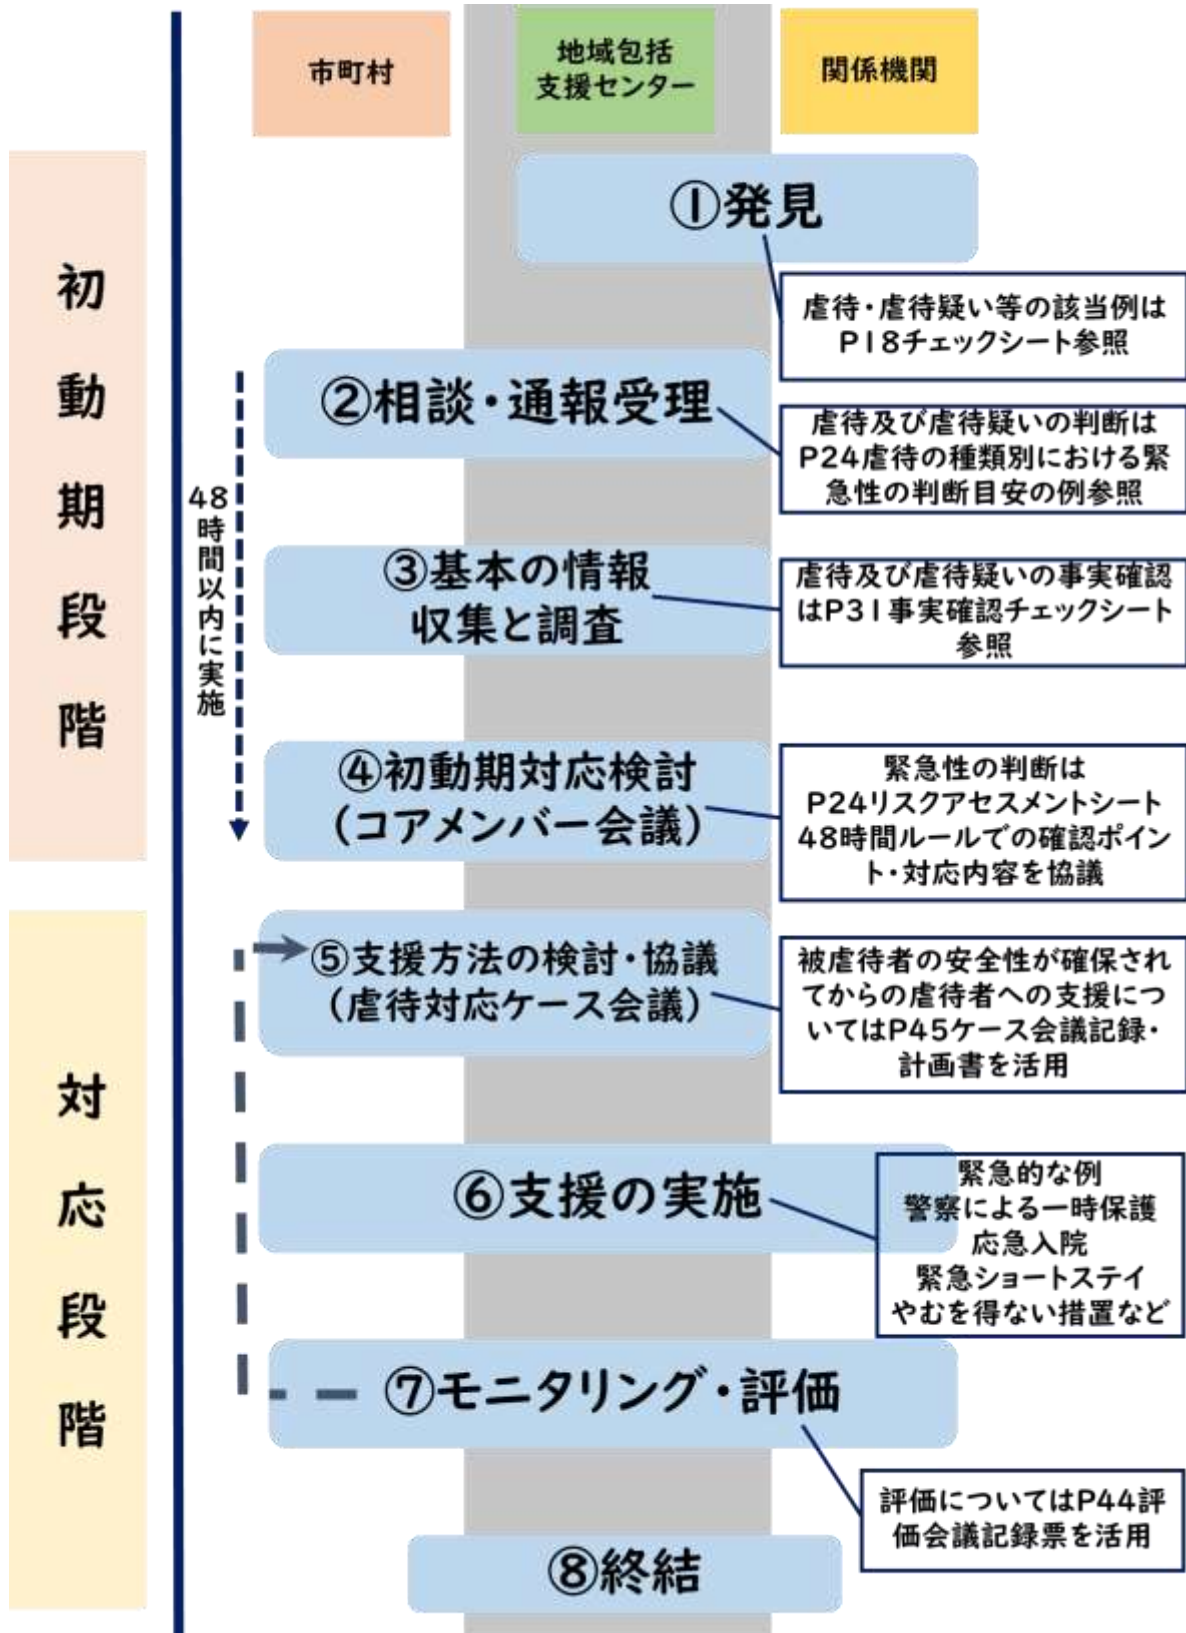 市町村
地域包括
支援センター
関係機関
初動期段階
①発見
虐待・虐待疑い等の該当例は
P18チェックシート参照
②相談・通報受理
虐待及び虐待疑いの判断は
P24虐待の種類別における緊
急性の判断目安の例参照
48時間以内に実施
③基本の情報
収集と調査
虐待及び虐待疑いの事実確認
はP31事実確認チェックシート
参照
④初動期対応検討
（コアメンバー会議）
緊急性の判断は
P24リスクアセスメントシート
48時間ルールでの確認ポイン
ト・対応内容を協議
対応段階
⑤支援方法の検討・協議
（虐待対応ケース会議）
被虐待者の安全性が確保され
てからの虐待者への支援につ
いてはP45ケース会議記録・
計画書を活用
⑥支援の実施
緊急的な例
警察による一時保護
応急入院
緊急ショートステイ
やむを得ない措置など
⑦モニタリング・評価
評価についてはP44評
価会議記録票を活用
⑧終結